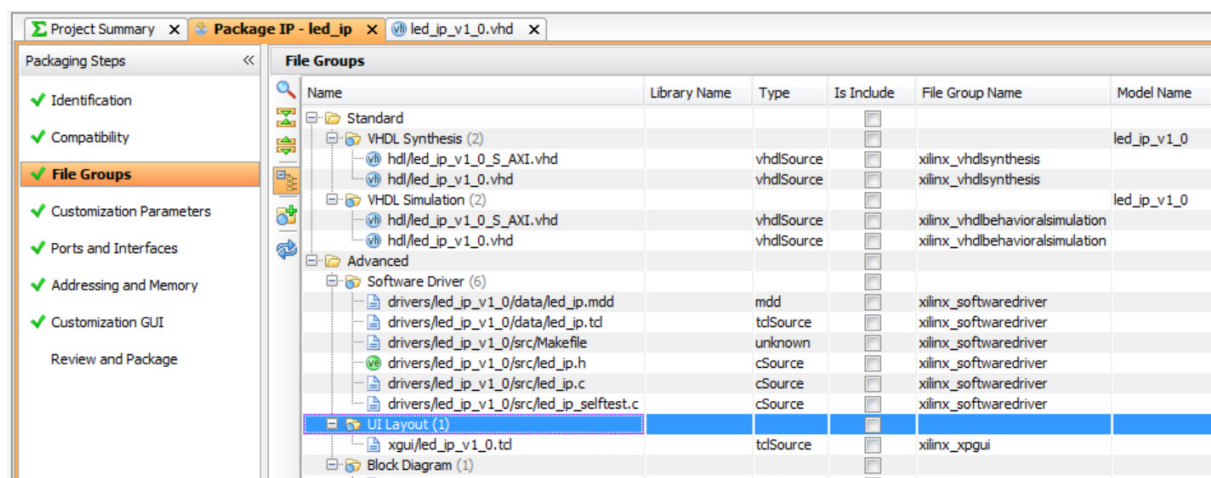 Project Summary X Package IP - led_ip X led_ip_v1_0.vhd X
Packaging Steps «
Identification
Compatibility
File Groups
Customization Parameters
Ports and Interfaces
Addressing and Memory
Customization GUI
Review and Package
File Groups
Name Library Name Type Is Include File Group Name Model Name
Standard
VHDL Synthesis (2) led_ip_v1_0
hdl/led_ip_v1_0_S_AXI.vhd vhdlSource xilinx_vhdlsynthesis
hdl/led_ip_v1_0.vhd vhdlSource xilinx_vhdlsynthesis
VHDL Simulation (2) led_ip_v1_0
hdl/led_ip_v1_0_S_AXI.vhd vhdlSource xilinx_vhdlbehavioralsimulation
hdl/led_ip_v1_0.vhd vhdlSource xilinx_vhdlbehavioralsimulation
Advanced
Software Driver (6)
drivers/led_ip_v1_0/data/led_ip.mdd mdd xilinx_softwaredriver
drivers/led_ip_v1_0/data/led_ip.tcl tclSource xilinx_softwaredriver
drivers/led_ip_v1_0/src/Makefile unknown xilinx_softwaredriver
drivers/led_ip_v1_0/src/led_ip.h cSource xilinx_softwaredriver
drivers/led_ip_v1_0/src/led_ip.c cSource xilinx_softwaredriver
drivers/led_ip_v1_0/src/led_ip_selftest.c cSource xilinx_softwaredriver
UI Layout (1)
xgui/led_ip_v1_0.tcl tclSource xilinx_xpgui
Block Diagram (1)